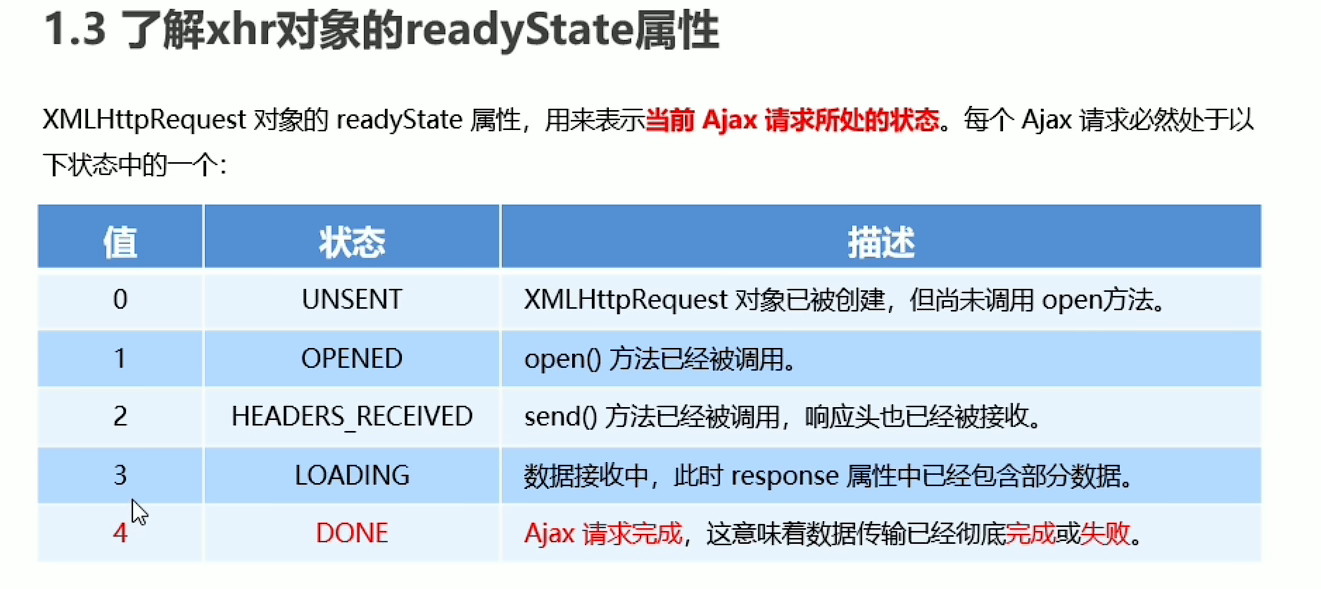 1.3 了解xhr对象的readyState属性
XMLHttpRequest 对象的 readyState 属性，用来表示当前 Ajax 请求所处的状态。每个 Ajax 请求必然处于以
下状态中的一个：
值 状态 描述
0 UNSENT XMLHttpRequest 对象已被创建，但尚未调用 open方法。
1 OPENED open() 方法已经被调用。
2 HEADERS_RECEIVED send() 方法已经被调用，响应头也已经被接收。
3 LOADING 数据接收中，此时 response 属性中已经包含部分数据。
4 DONE Ajax 请求完成，这意味着数据传输已经彻底完成或失败。